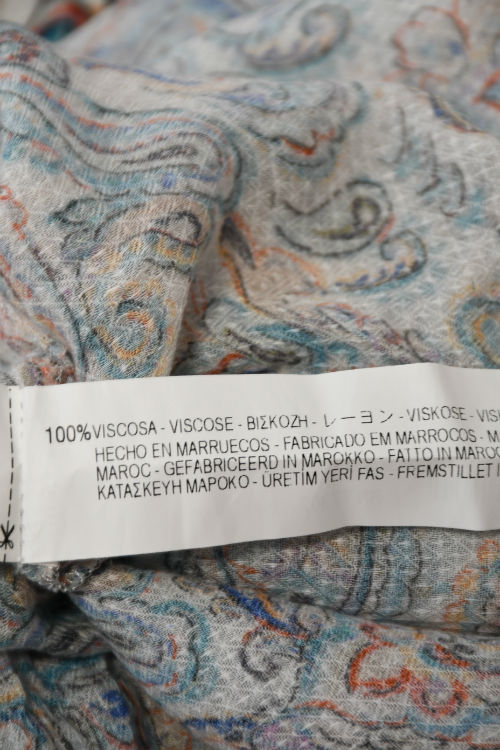 100% VISCOSA - VISCOSE - ΒΙΣΚΟΖΗ - レーヨン - VISKOSE -
HECHO EN MARRUECOS - FABRICADO EM MARROCOS -
MAROC - GEFABRICEERD IN MAROKKO - FATTO IN
ΚΑΤΑΣΚΕΥΗ ΜΑΡΟΚΟ - ÜRETİM YERİ FAS - FREMSTILLET